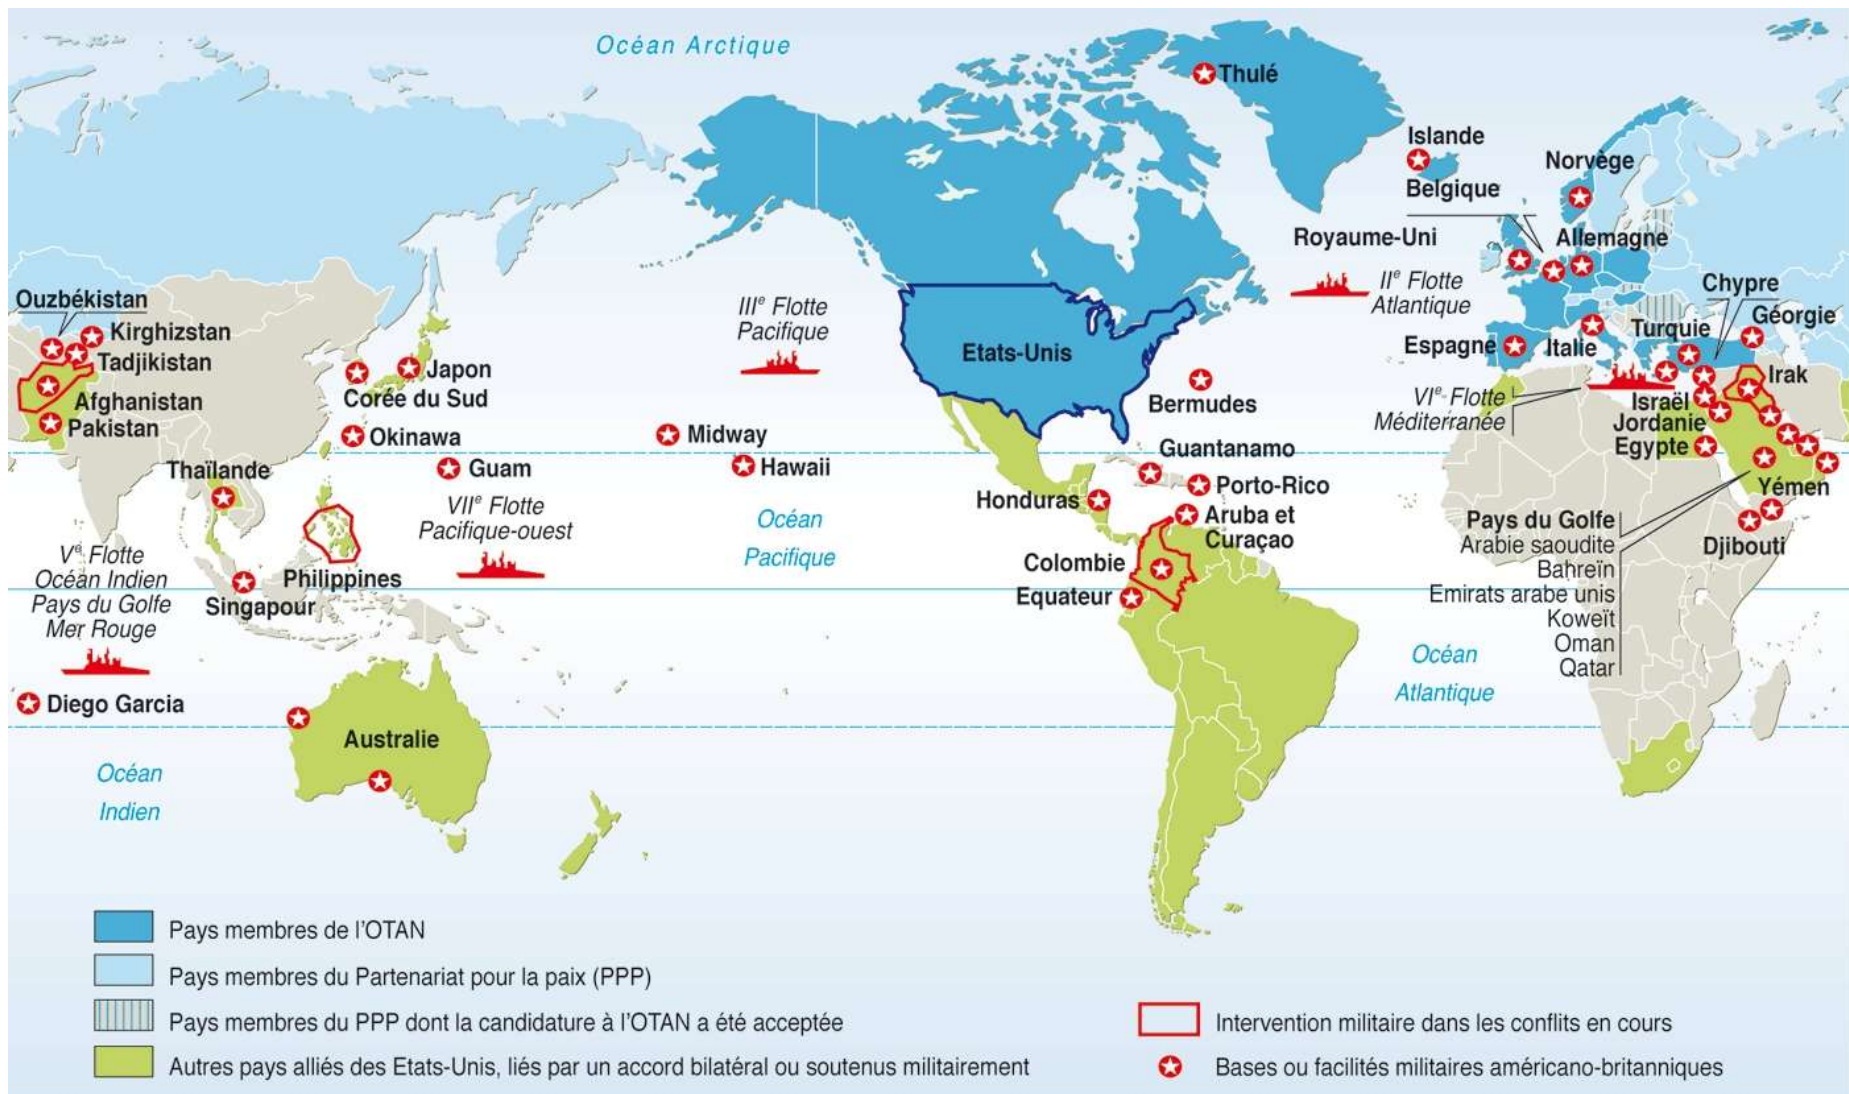 Océan Arctique
Thulé
Islande
Norvège
Belgique
Royaume-Uni
Allemagne
IIe Flotte
Atlantique
Chypre
Géorgie
Turquie
Espagne
Italie
Irak
VIe Flotte
Méditerranée
Israël
Jordanie
Egypte
Yémen
Djibouti
Pays du Golfe
Arabie saoudite
Bahreïn
Emirats arabe unis
Koweït
Oman
Qatar
Ouzbékistan
Kirghizstan
Tadjikistan
Afghanistan
Pakistan
Japon
Corée du Sud
Okinawa
Thaïlande
Guam
VIIe Flotte
Pacifique-ouest
IIIe Flotte
Pacifique
Midway
Hawaii
Océan
Pacifique
Etats-Unis
Bermudes
Guantanamo
Porto-Rico
Honduras
Aruba et
Curaçao
Colombie
Equateur
Océan
Atlantique
Ve Flotte
Océan Indien
Pays du Golfe
Mer Rouge
Philippines
Singapour
Diego Garcia
Australie
Océan
Indien
Pays membres de l'OTAN
Pays membres du Partenariat pour la paix (PPP)
Pays membres du PPP dont la candidature à l'OTAN a été acceptée
Autres pays alliés des Etats-Unis, liés par un accord bilatéral ou soutenus militairement
Intervention militaire dans les conflits en cours
Bases ou facilités militaires américano-britanniques